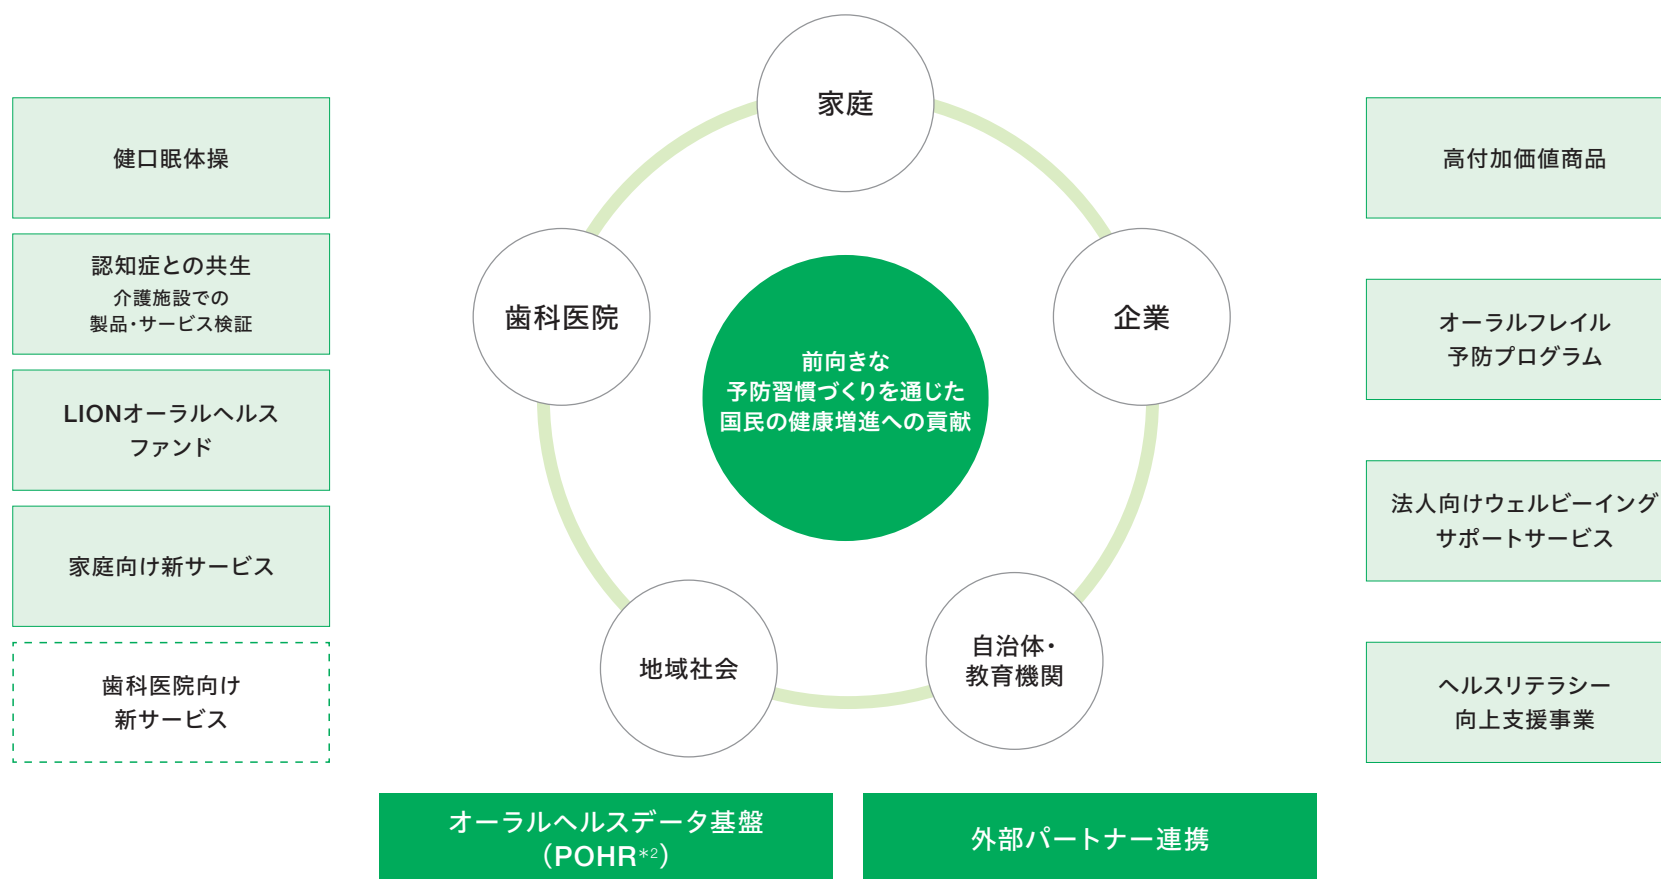 健口眠体操
認知症との共生
介護施設での
製品・サービス検証
LIONオーラルヘルス
ファンド
家庭向け新サービス
歯科医院向け
新サービス
家庭
歯科医院
企業
前向きな
予防習慣づくりを通じた
国民の健康増進への貢献
地域社会
自治体・
教育機関
高付加価値商品
オーラルフレイル
予防プログラム
法人向けウェルビーイング
サポートサービス
ヘルスリテラシー
向上支援事業
オーラルヘルスデータ基盤
（POHR*2）
外部パートナー連携